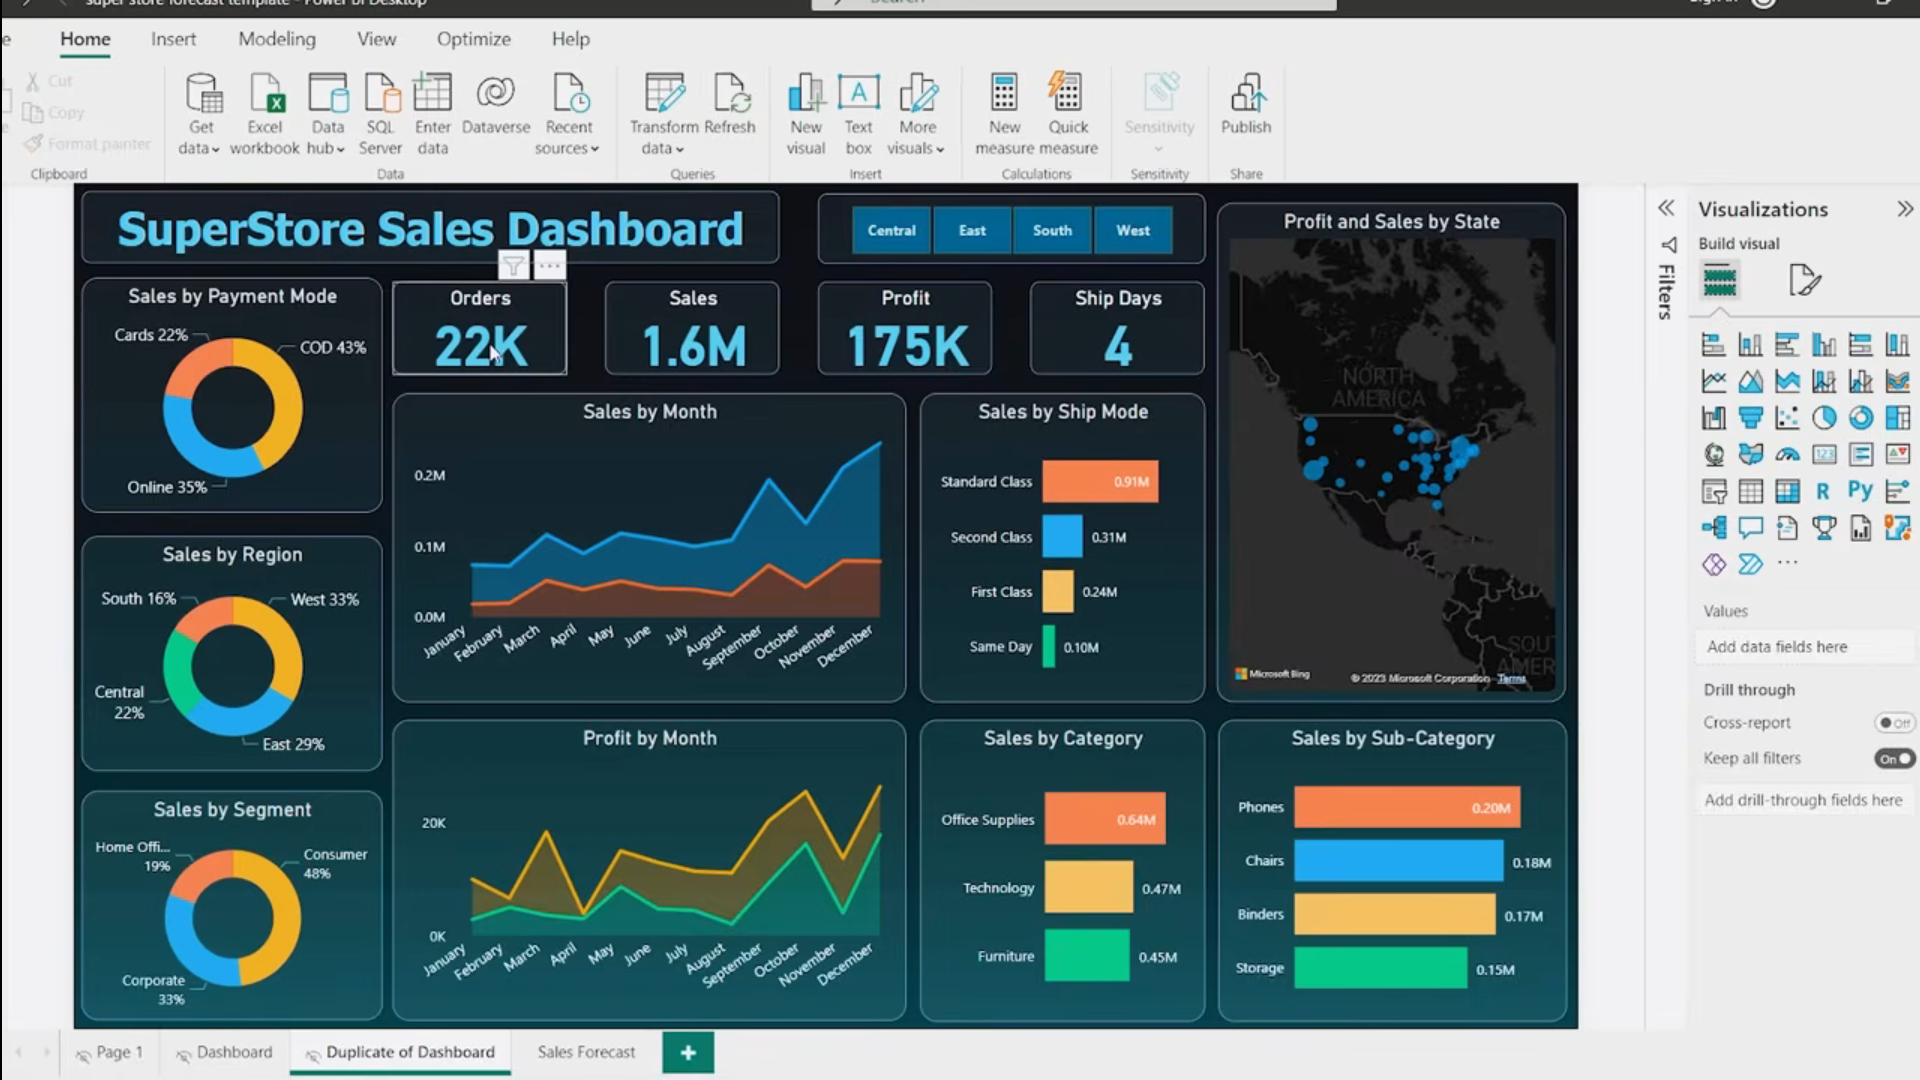 super store forecast template - Power BI Desktop
Search
Sign in
Home
Insert
Modeling
View
Optimize
Help
Cut
Copy
Format painter
Clipboard
Get data
Excel workbook
Data hub
SQL Server
Enter data
Dataverse
Recent sources
Data
Transform data
Refresh
Queries
New visual
Text box
More visuals
Insert
New measure
Quick measure
Calculations
Sensitivity
Sensitivity
Publish
Share
SuperStore Sales Dashboard
Central
East
South
West
Sales by Payment Mode
Cards 22%
COD 43%
Online 35%
Orders
22K
Sales
1.6M
Profit
175K
Ship Days
4
Profit and Sales by State
NORTH
AMERICA
SOUT
AMER
Microsoft Bing
© 2023 Microsoft Corporation
Terms
Sales by Region
South 16%
West 33%
Central
22%
East 29%
Sales by Month
0.2M
0.1M
0.0M
January
February
March
April
May
June
July
August
September
October
November
December
Sales by Ship Mode
Standard Class
0.91M
Second Class
0.31M
First Class
0.24M
Same Day
0.10M
Sales by Segment
Home Offi...
19%
Consumer
48%
Corporate
33%
Profit by Month
20K
0K
January
February
March
April
May
June
July
August
September
October
November
December
Sales by Category
Office Supplies
0.64M
Technology
0.47M
Furniture
0.45M
Sales by Sub-Category
Phones
0.20M
Chairs
0.18M
Binders
0.17M
Storage
0.15M
Filters
Visualizations
Build visual
123
R
Py
Values
Add data fields here
Drill through
Cross-report
Off
Keep all filters
On
Add drill-through fields here
Page 1
Dashboard
Duplicate of Dashboard
Sales Forecast